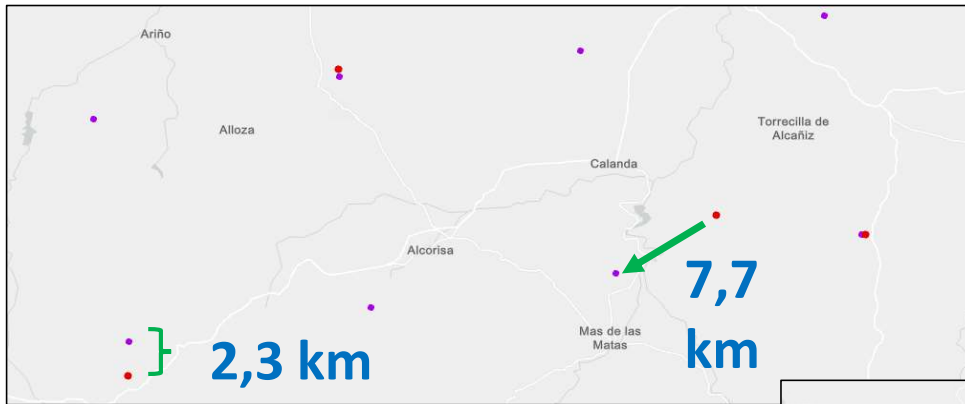 Ariño
Alloza
Torrecilla de
Alcañiz
Calanda
Alcorisa
7,7
km
Mas de las
Matas
2,3 km